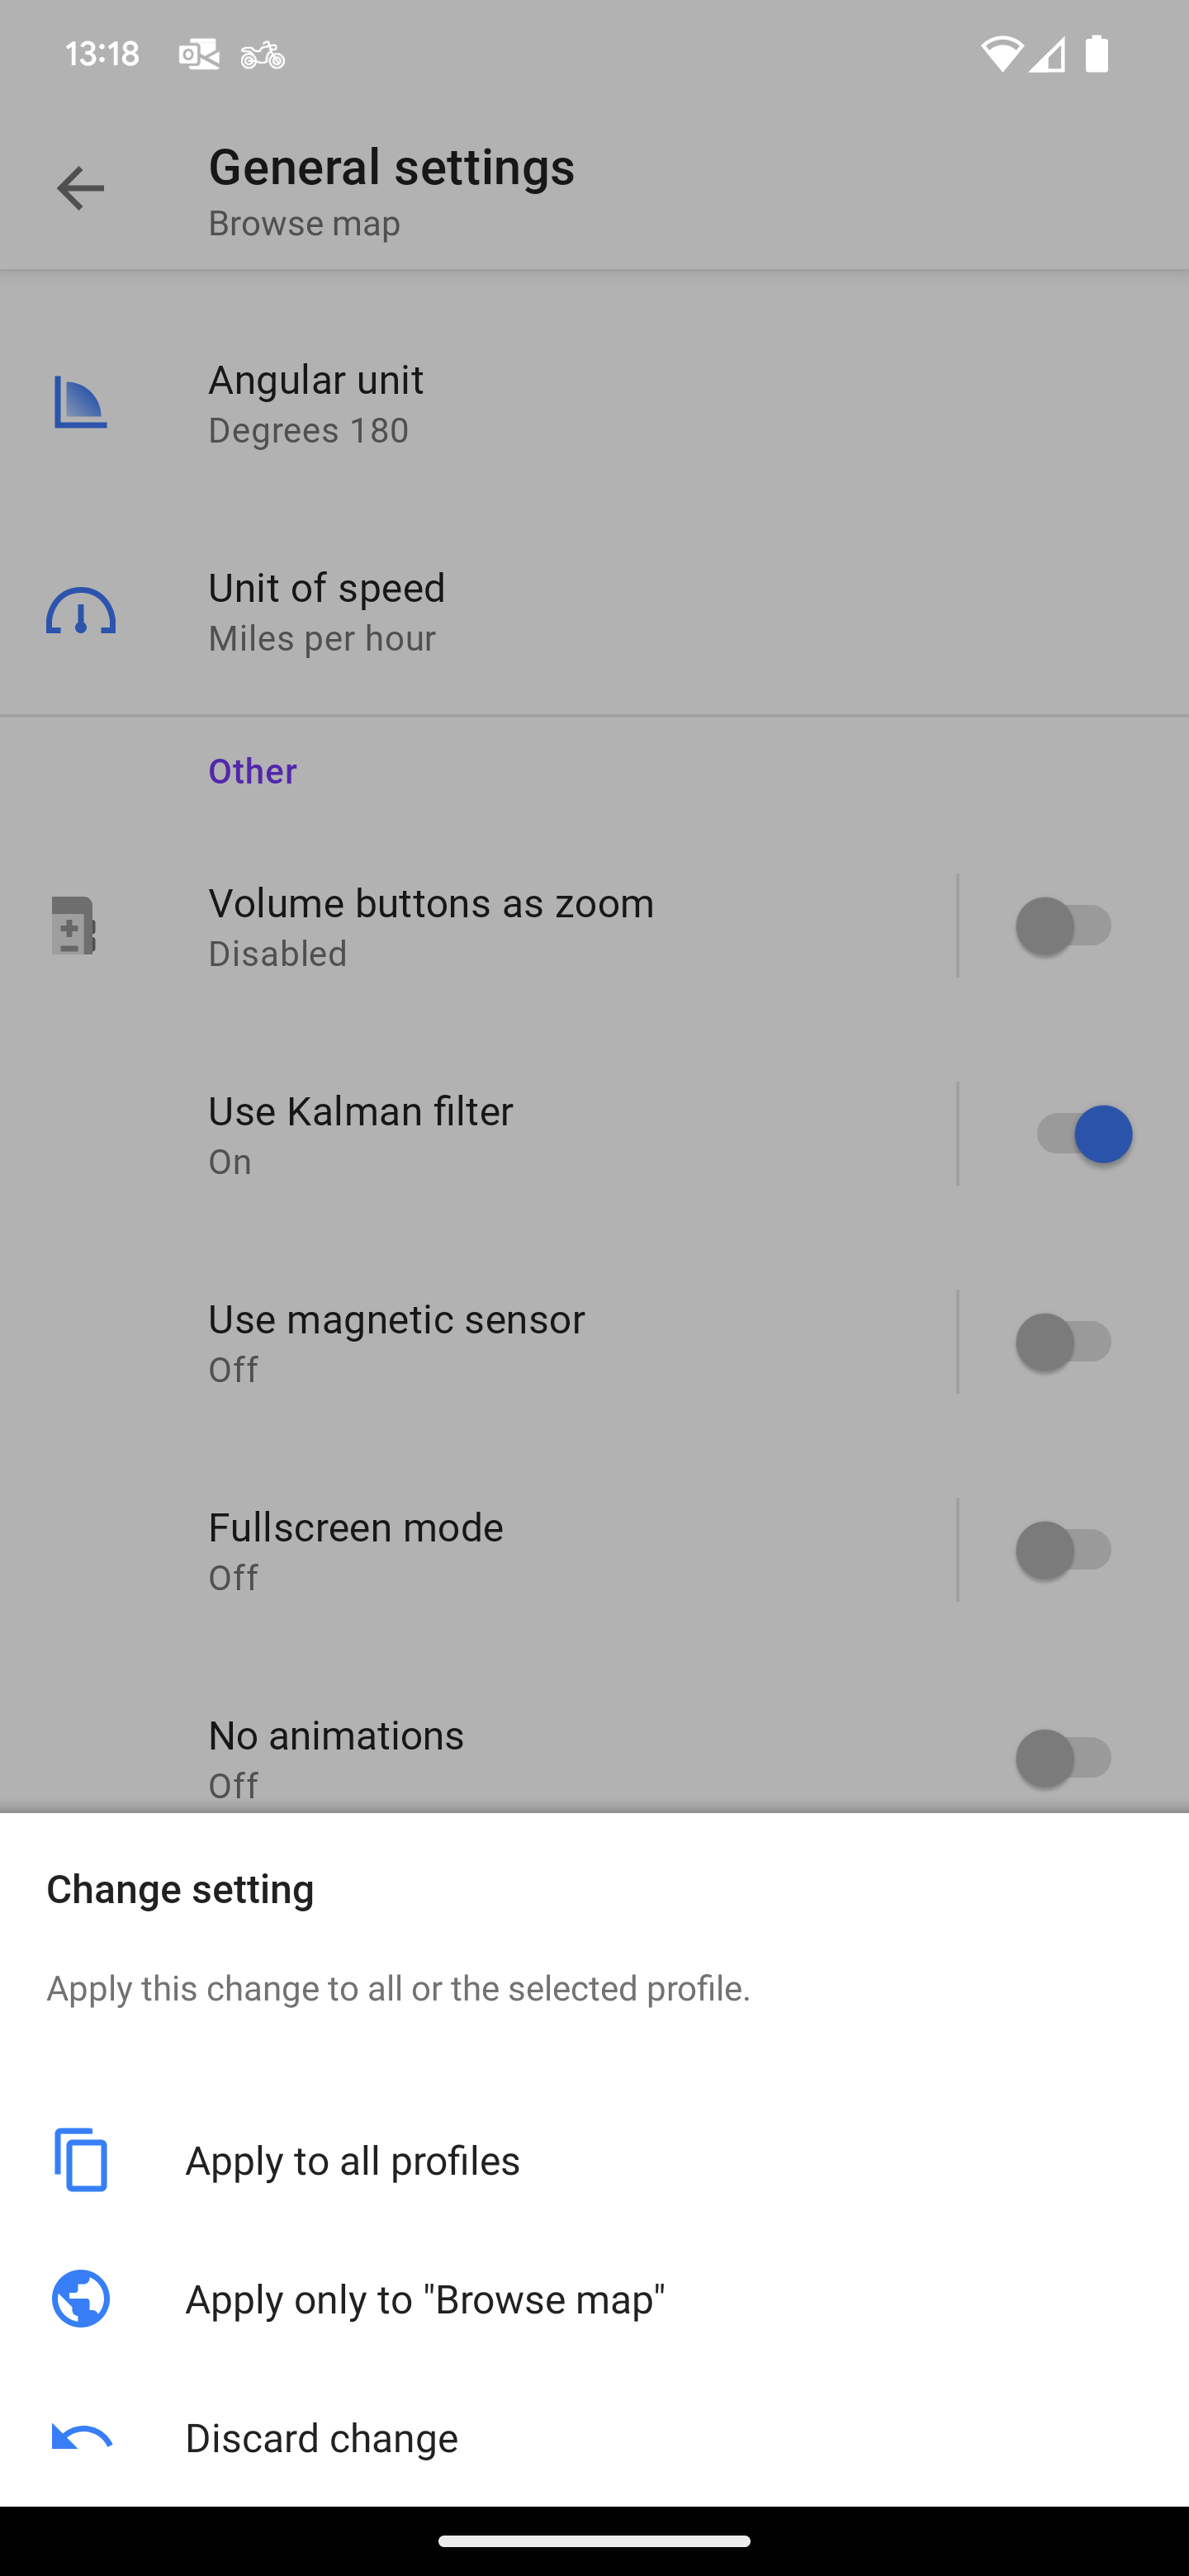 13:18
General settings
Browse map
Angular unit
Degrees 180
Unit of speed
Miles per hour
Other
Volume buttons as zoom
Disabled
Use Kalman filter
On
Use magnetic sensor
Off
Fullscreen mode
Off
No animations
Off
Change setting
Apply this change to all or the selected profile.
Apply to all profiles
Apply only to "Browse map"
Discard change